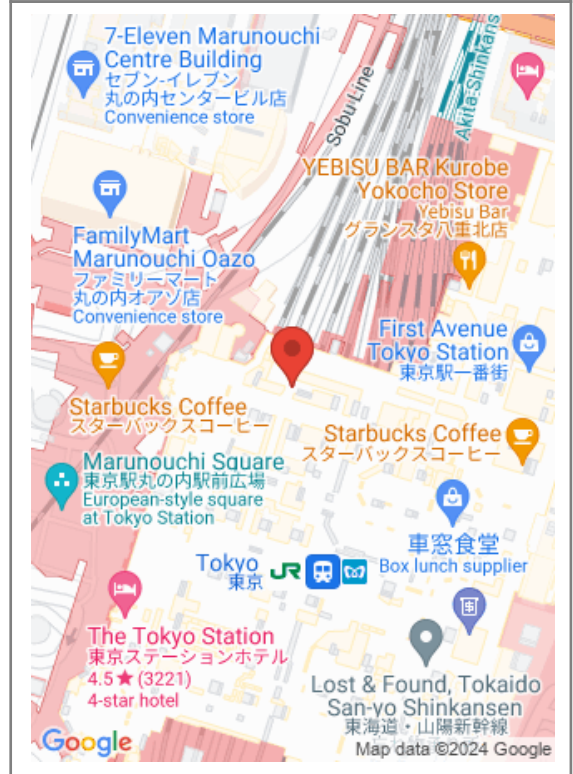 7-Eleven Marunouchi
Centre Building
セブン-イレブン
丸の内センタービル店
Convenience store
Sobu Line
Akita Shinkans
YEBISU BAR Kurobe
Yokocho Store
Yebisu Bar
グランスタ八重北店
FamilyMart
Marunouchi Oazo
ファミリーマート
丸の内オアゾ店
Convenience store
First Avenue
Tokyo Station
東京駅一番街
Starbucks Coffee
スターバックスコーヒー
Starbucks Coffee
スターバックスコーヒー
Marunouchi Square
東京駅丸の内駅前広場
European-style square
at Tokyo Station
車窓食堂
Box lunch supplier
Tokyo
東京
JR
The Tokyo Station
東京ステーションホテル
4.5★(3221)
4-star hotel
Lost & Found, Tokaido
San-yo Shinkansen
東海道・山陽新幹線
Google
Map data ©2024 Google